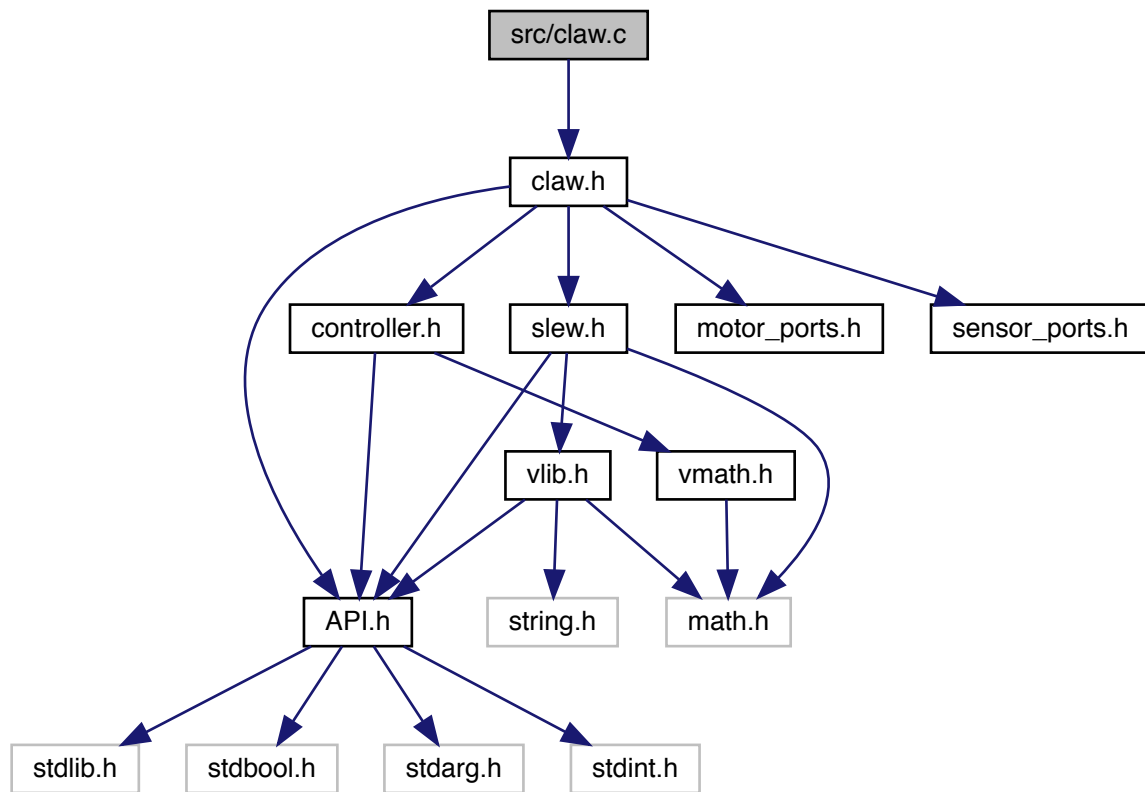 src/claw.c
claw.h
controller.h
slew.h
motor_ports.h
sensor_ports.h
vlib.h
vmath.h
API.h
string.h
math.h
stdlib.h
stdbool.h
stdarg.h
stdint.h